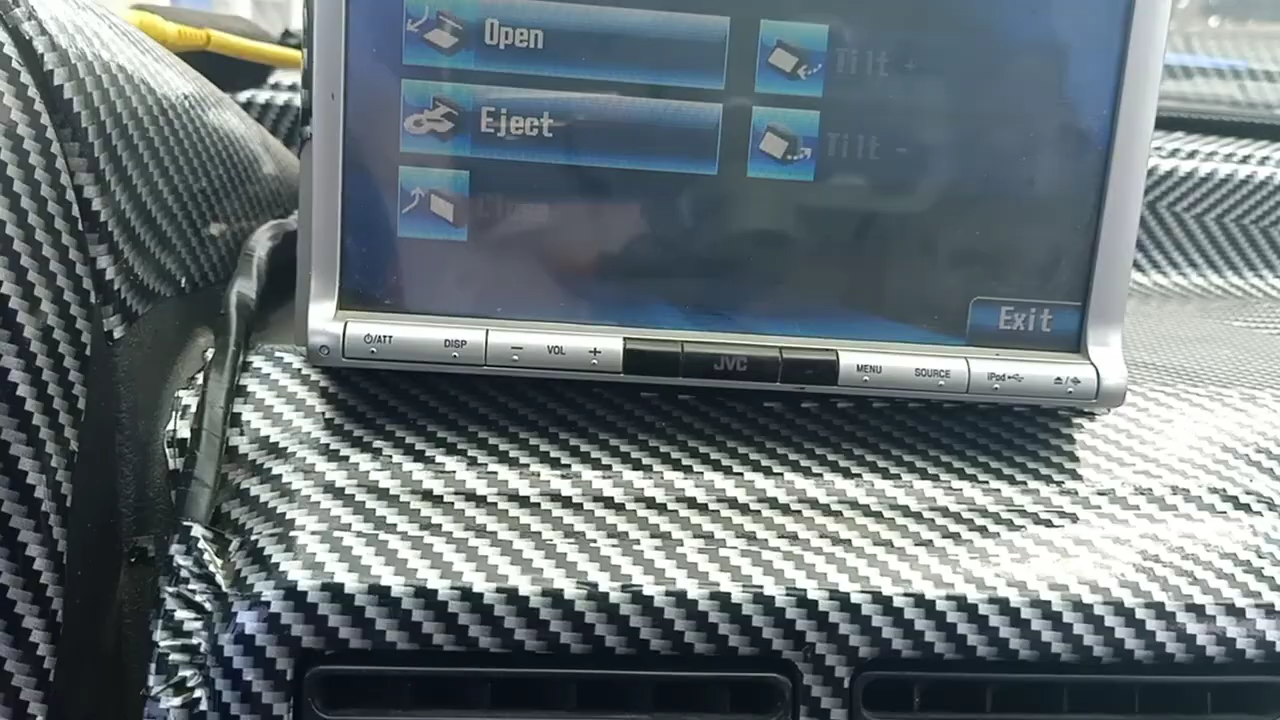 Open
Tilt +
Eject
Tilt -
Exit
⏻/ATT
DISP
− VOL +
JVC
MENU
SOURCE
iPod